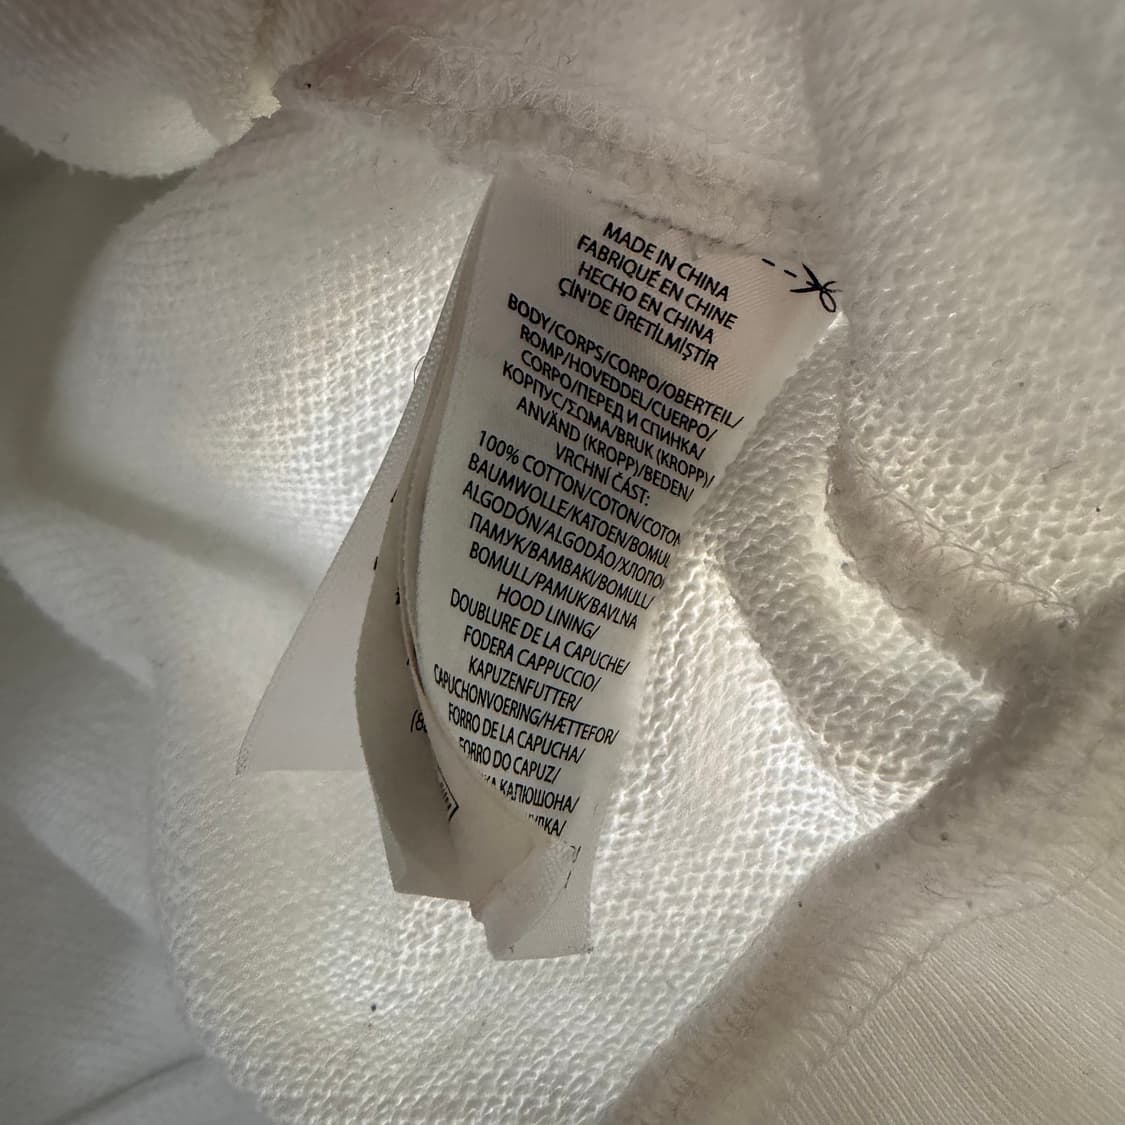 MADE IN CHINA
FABRIQUÉ EN CHINE
HECHO EN CHINA
ÇİN'DE ÜRETİLMİŞTİR
BODY/CORPS/CORPO/OBERTEIL/
ROMP/HOVEDDEL/CUERPO/
CORPO/ПЕРЕД И СПИНКА/
КОРПУС/ΣΩΜΑ/BRUK (KROPP)/
ANVÄND (KROPP)/BEDEN/
VRCHNÍ ČÁST:
100% COTTON/COTON/COTON
BAUMWOLLE/KATOEN/BOMUL
ALGODÓN/ALGODÃO/ХЛОПО
ПАМУК/BAMBAKI/BOMULL/
BOMULL/PAMUK/BAVLNA
HOOD LINING/
DOUBLURE DE LA CAPUCHE/
FODERA CAPPUCCIO/
KAPUZENFUTTER/
CAPUCHONVOERING/HÆTTEFOR/
FORRO DE LA CAPUCHA/
FORRO DO CAPUZ/
КАПЮШОНА/